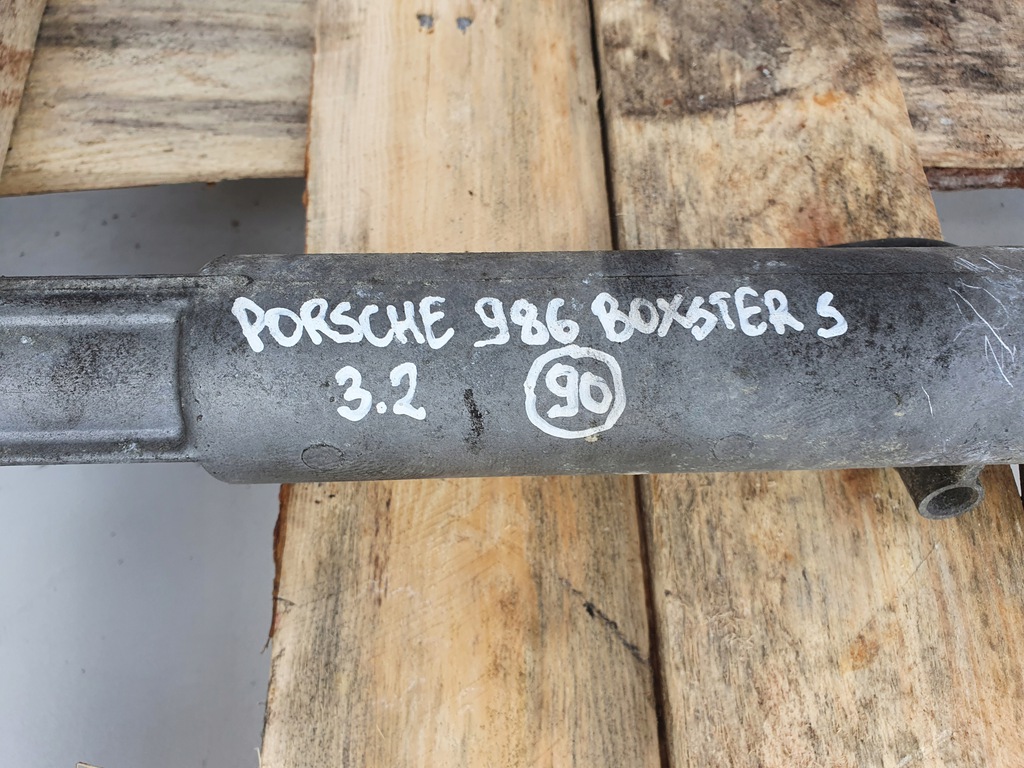 PORSCHE 986 BOXSTER S
3.2 90